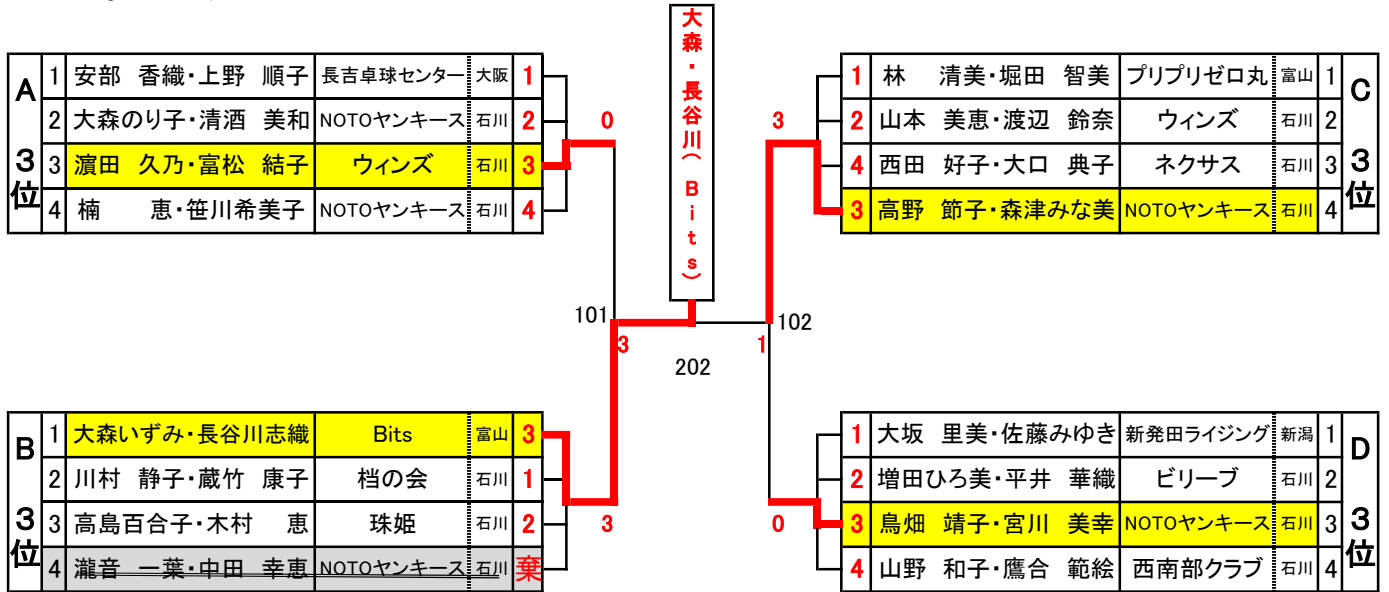 A 3位
1 安部 香織・上野 順子 長吉卓球センター 大阪 1
2 大森のり子・清酒 美和 NOTOヤンキース 石川 2
3 濵田 久乃・富松 結子 ウィンズ 石川 3
4 楠 恵・笹川希美子 NOTOヤンキース 石川 4
0
大森・長谷川(Bits)
3
C 3位
1 林 清美・堀田 智美 プリプリゼロ丸 富山 1
2 山本 美恵・渡辺 鈴奈 ウィンズ 石川 2
4 西田 好子・大口 典子 ネクサス 石川 3
3 高野 節子・森津みな美 NOTOヤンキース 石川 4
101
3
202
1
102
B 3位
1 大森いずみ・長谷川志織 Bits 富山 3
2 川村 静子・蔵竹 康子 档の会 石川 1
3 高島百合子・木村 恵 珠姫 石川 2
4 瀧音 一葉・中田 幸恵 NOTOヤンキース 石川 棄
3
0
D 3位
1 大坂 里美・佐藤みゆき 新発田ライジング 新潟 1
2 増田ひろ美・平井 華織 ビリーブ 石川 2
3 鳥畑 靖子・宮川 美幸 NOTOヤンキース 石川 3
4 山野 和子・鷹合 範絵 西南部クラブ 石川 4